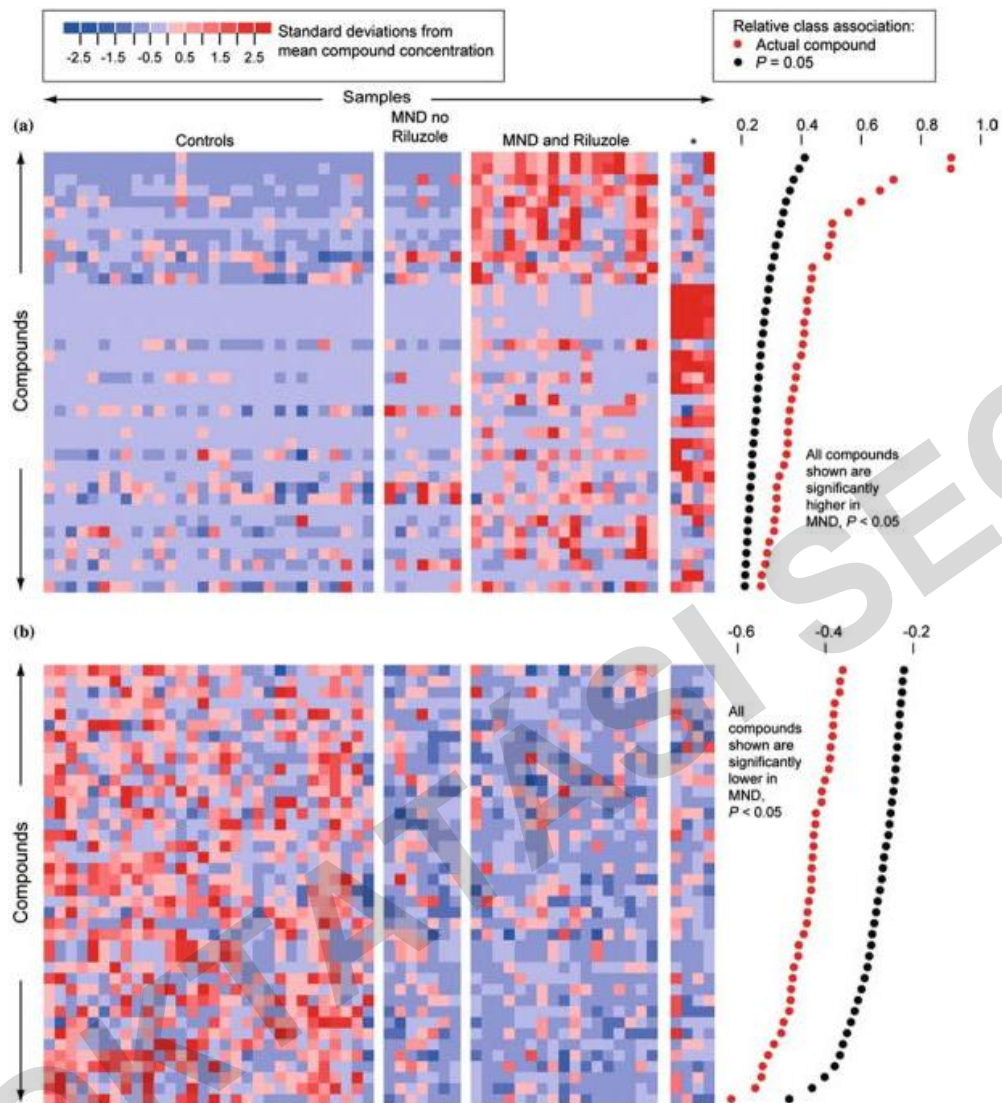 Standard deviations from
mean compound concentration
-2.5 -1.5 -0.5 0.5 1.5 2.5
Relative class association:
Actual compound
P = 0.05
Samples
(a)
Controls
MND no
Riluzole
MND and Riluzole
*
0.2 0.4 0.6 0.8 1.0
Compounds
All compounds
shown are
significantly
higher in
MND, P < 0.05
(b)
-0.6 -0.4 -0.2
Compounds
All
compounds
shown are
significantly
lower in
MND,
P < 0.05
OKTATÁSI SEG